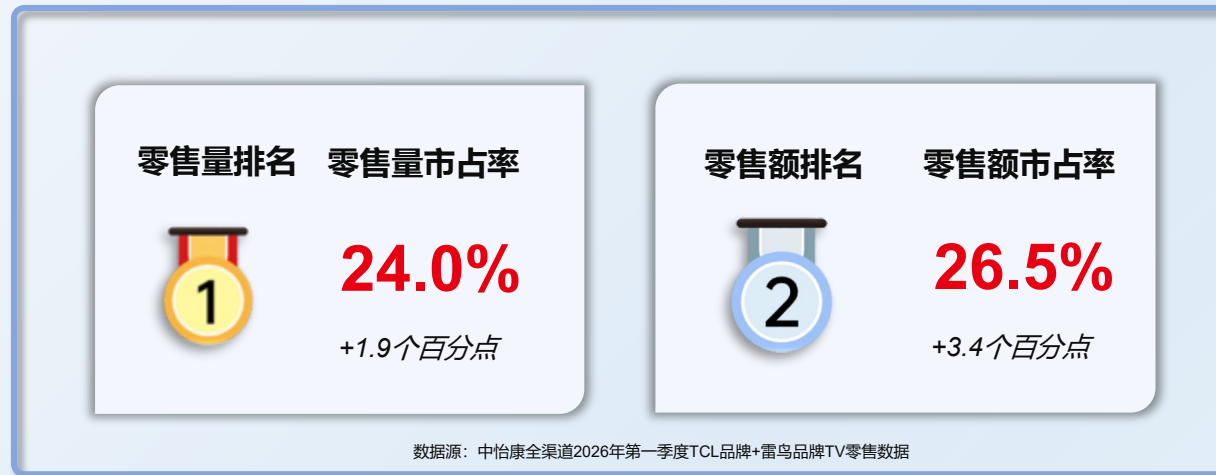 零售量排名 零售量市占率
1 24.0%
+1.9个百分点
零售额排名 零售额市占率
2 26.5%
+3.4个百分点
数据源：中怡康全渠道2026年第一季度TCL品牌+雷鸟品牌TV零售数据